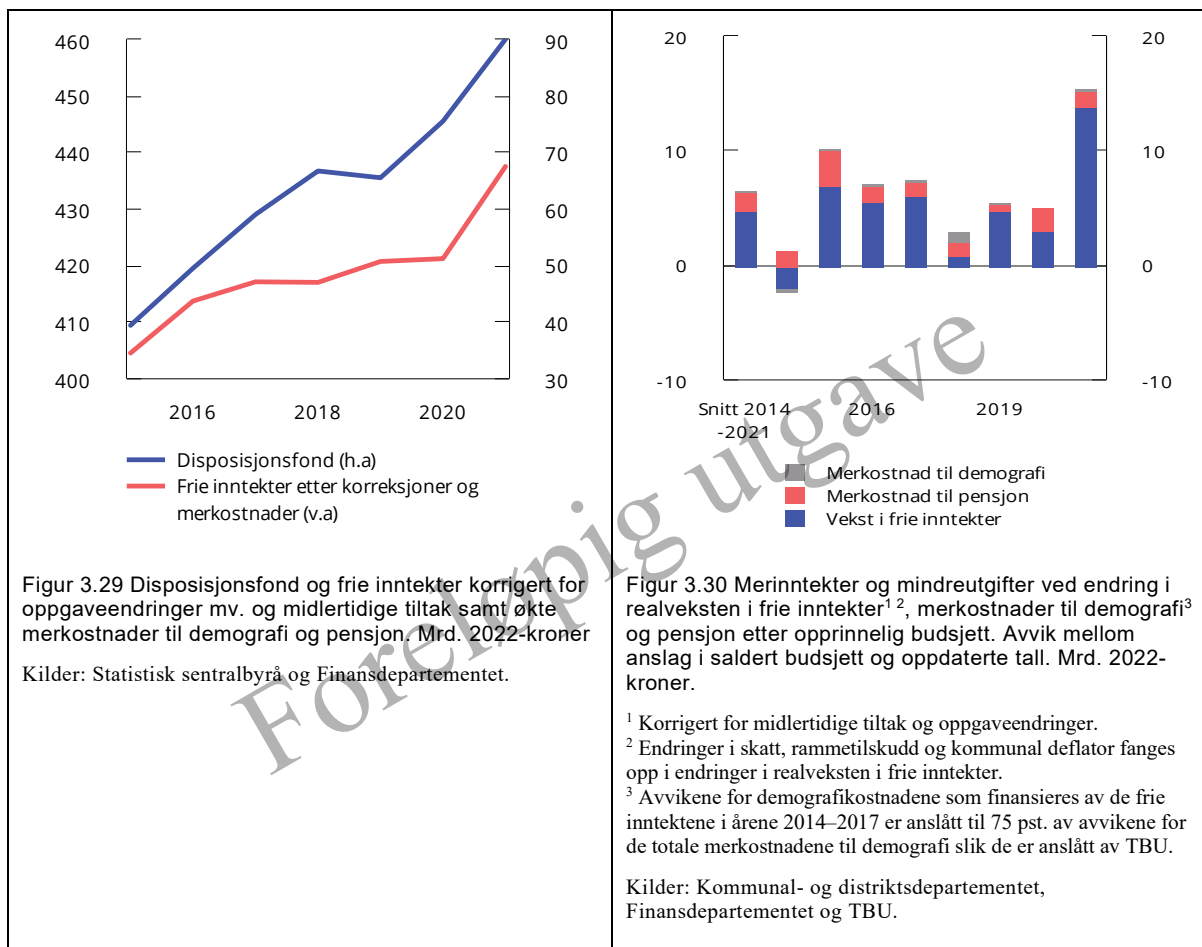 460
450
440
430
420
410
400
90
80
70
60
50
40
30
2016 2018 2020
Disposisjonsfond (h.a)
Frie inntekter etter korreksjoner og
merkostnader (v.a)
Figur 3.29 Disposisjonsfond og frie inntekter korrigert for
oppgaveendringer mv. og midlertidige tiltak samt økte
merkostnader til demografi og pensjon. Mrd. 2022-kroner
Kilder: Statistisk sentralbyrå og Finansdepartementet.
20
10
0
-10
20
10
0
-10
Snitt 2014 2016 2019
-2021
Merkostnad til demografi
Merkostnad til pensjon
Vekst i frie inntekter
Figur 3.30 Merinntekter og mindreutgifter ved endring i
realveksten i frie inntekter¹ ², merkostnader til demografi³
og pensjon etter opprinnelig budsjett. Avvik mellom
anslag i saldert budsjett og oppdaterte tall. Mrd. 2022-
kroner.
¹ Korrigert for midlertidige tiltak og oppgaveendringer.
² Endringer i skatt, rammetilskudd og kommunal deflator fanges
opp i endringer i realveksten i frie inntekter.
³ Avvikene for demografikostnadene som finansieres av de frie
inntektene i årene 2014–2017 er anslått til 75 pst. av avvikene for
de totale merkostnadene til demografi slik de er anslått av TBU.
Kilder: Kommunal- og distriktsdepartementet,
Finansdepartementet og TBU.
Foreløpig utgave